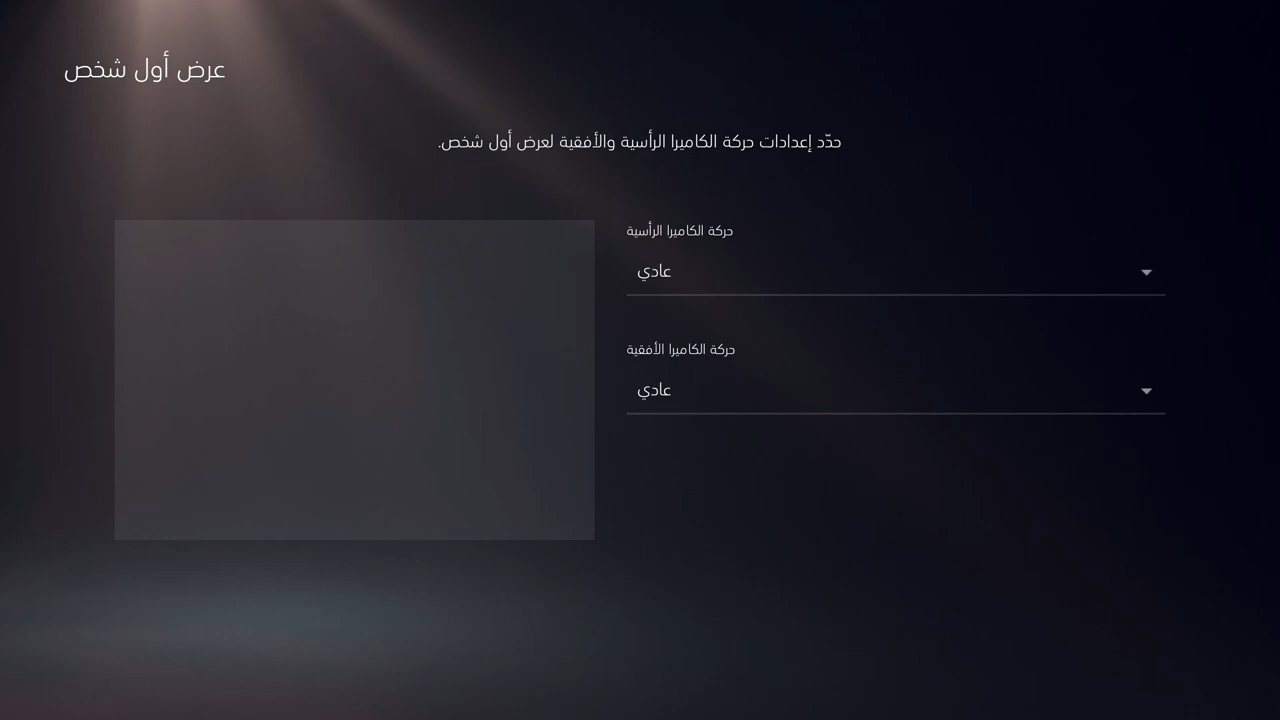 عرض أول شخص
حدّد إعدادات حركة الكاميرا الرأسية والأفقية لعرض أول شخص.
حركة الكاميرا الرأسية
عادي
حركة الكاميرا الأفقية
عادي